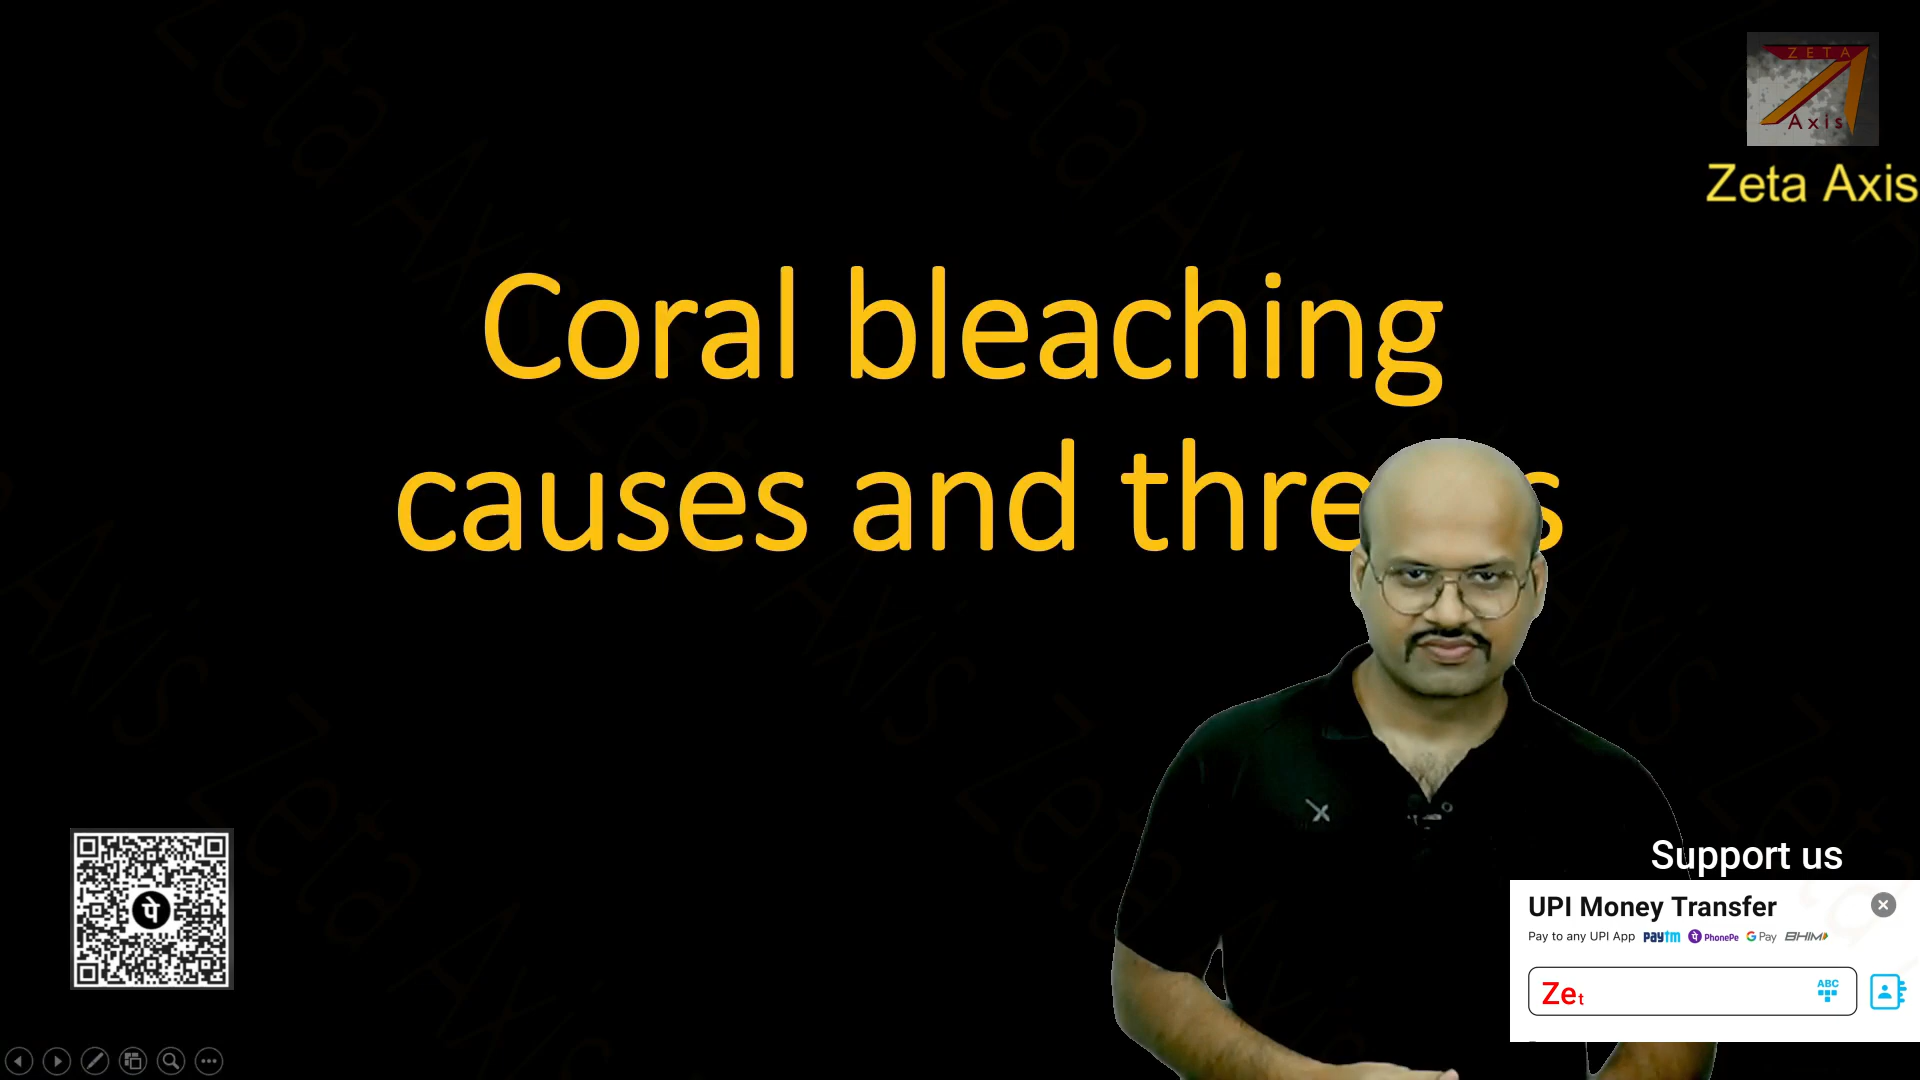 ZETA
Axis
Zeta Axis
Coral bleaching
causes and thre s
पे
Support us
UPI Money Transfer
Pay to any UPI App Paytm PhonePe G Pay BHIM
Zet
ABC